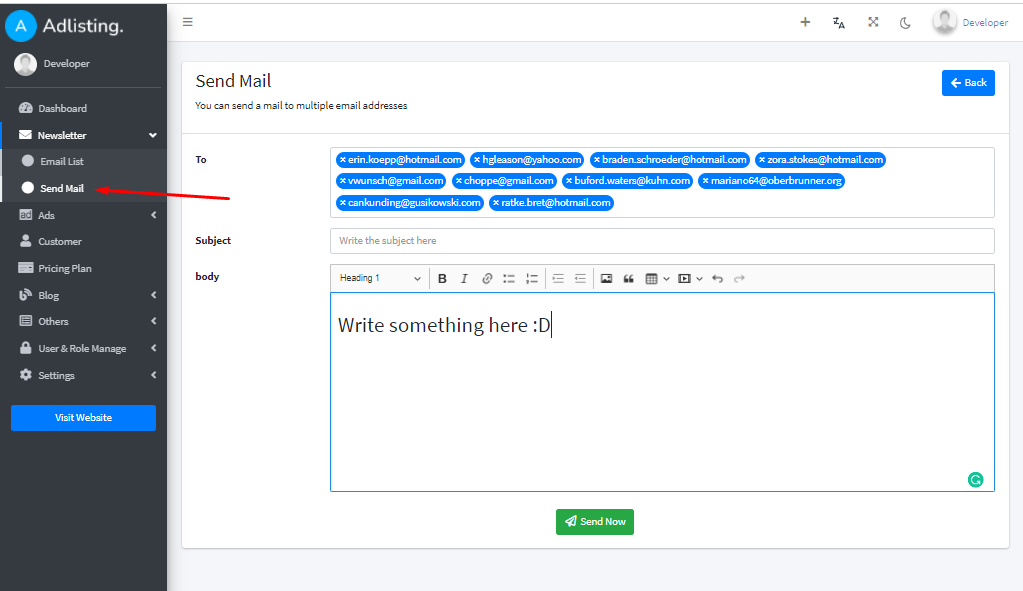 A Adlisting.
Developer
Developer
Dashboard
Newsletter
Email List
Send Mail
Ads
Customer
Pricing Plan
Blog
Others
User & Role Manage
Settings
Visit Website
Send Mail
Back
You can send a mail to multiple email addresses
To
× erin.koepp@hotmail.com × hgleason@yahoo.com × braden.schroeder@hotmail.com × zora.stokes@hotmail.com
× vwunsch@gmail.com × choppe@gmail.com × buford.waters@kuhn.com × mariano64@oberbrunner.org
× cankunding@gusikowski.com × ratke.bret@hotmail.com
Subject
Write the subject here
body
Heading 1
Write something here :D
Send Now